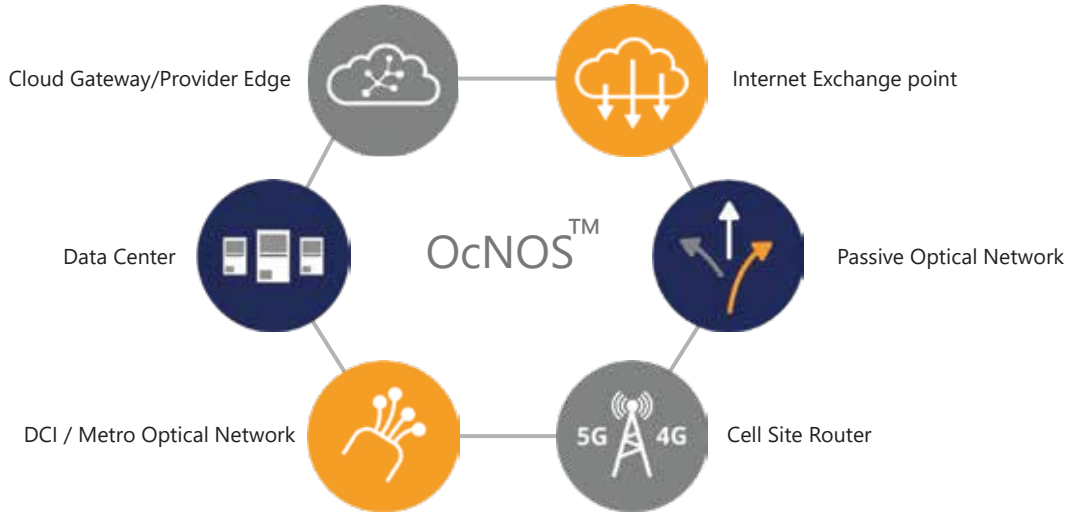 Cloud Gateway/Provider Edge
Internet Exchange point
Data Center
OcNOS™
Passive Optical Network
DCI / Metro Optical Network
5G 4G
Cell Site Router